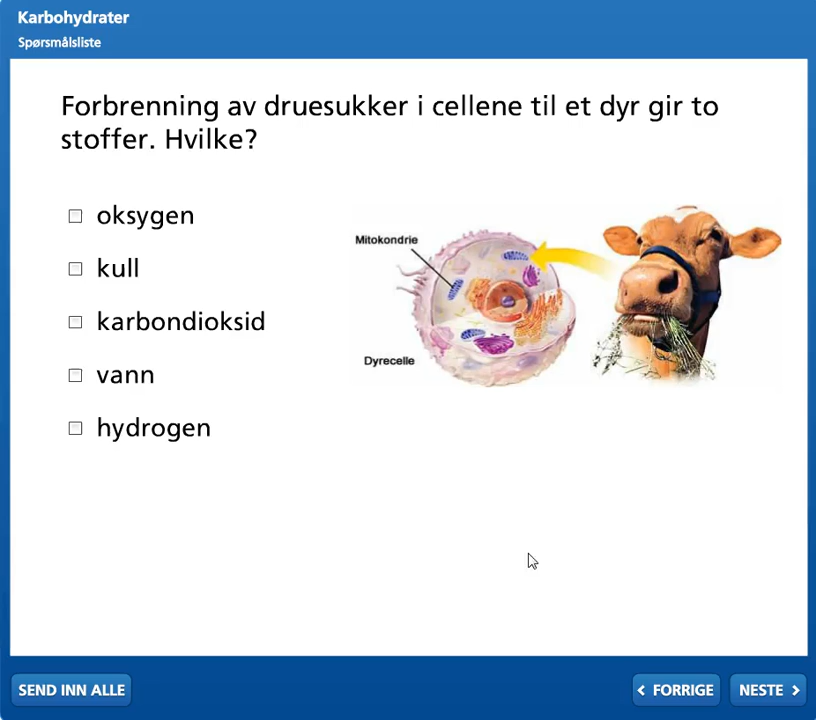 Karbohydrater
Spørsmålsliste
Forbrenning av druesukker i cellene til et dyr gir to
stoffer. Hvilke?
oksygen
kull
karbondioksid
vann
hydrogen
Mitokondrie
Dyrecelle
SEND INN ALLE
FORRIGE
NESTE